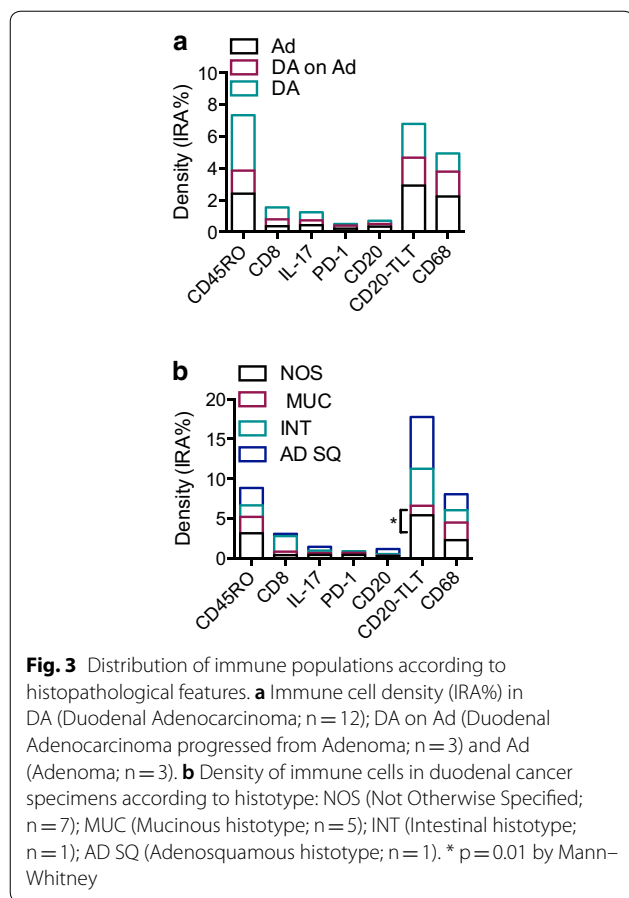 a
Ad
DA on Ad
DA
Density (IRA%)
10
8
6
4
2
0
CD45RO
CD8
IL-17
PD-1
CD20
CD20-TLT
CD68
b
NOS
MUC
INT
AD SQ
Density (IRA%)
20
15
10
5
0
*
CD45RO
CD8
IL-17
PD-1
CD20
CD20-TLT
CD68
Fig. 3 Distribution of immune populations according to
histopathological features. a Immune cell density (IRA%) in
DA (Duodenal Adenocarcinoma; n = 12); DA on Ad (Duodenal
Adenocarcinoma progressed from Adenoma; n = 3) and Ad
(Adenoma; n = 3). b Density of immune cells in duodenal cancer
specimens according to histotype: NOS (Not Otherwise Specified;
n = 7); MUC (Mucinous histotype; n = 5); INT (Intestinal histotype;
n = 1); AD SQ (Adenosquamous histotype; n = 1). * p = 0.01 by Mann–
Whitney